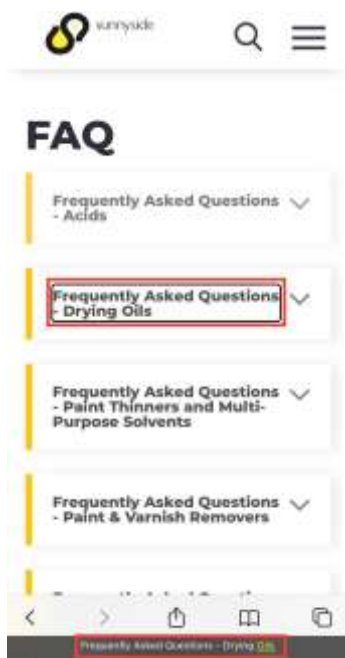 sunnyside
FAQ
Frequently Asked Questions
- Acids
Frequently Asked Questions
- Drying Oils
Frequently Asked Questions
- Paint Thinners and Multi-
Purpose Solvents
Frequently Asked Questions
- Paint & Varnish Removers
Frequently Asked Questions - Drying Oils